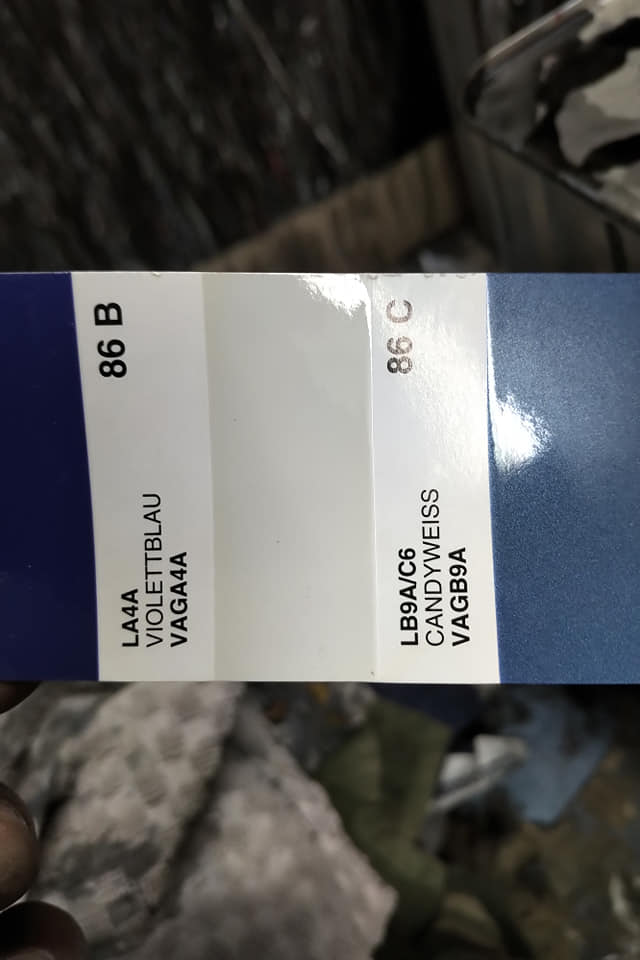 86 B
LA4A
VIOLETTBLAU
VAGA4A
86 C
LB9A/C6
CANDYWEISS
VAGB9A